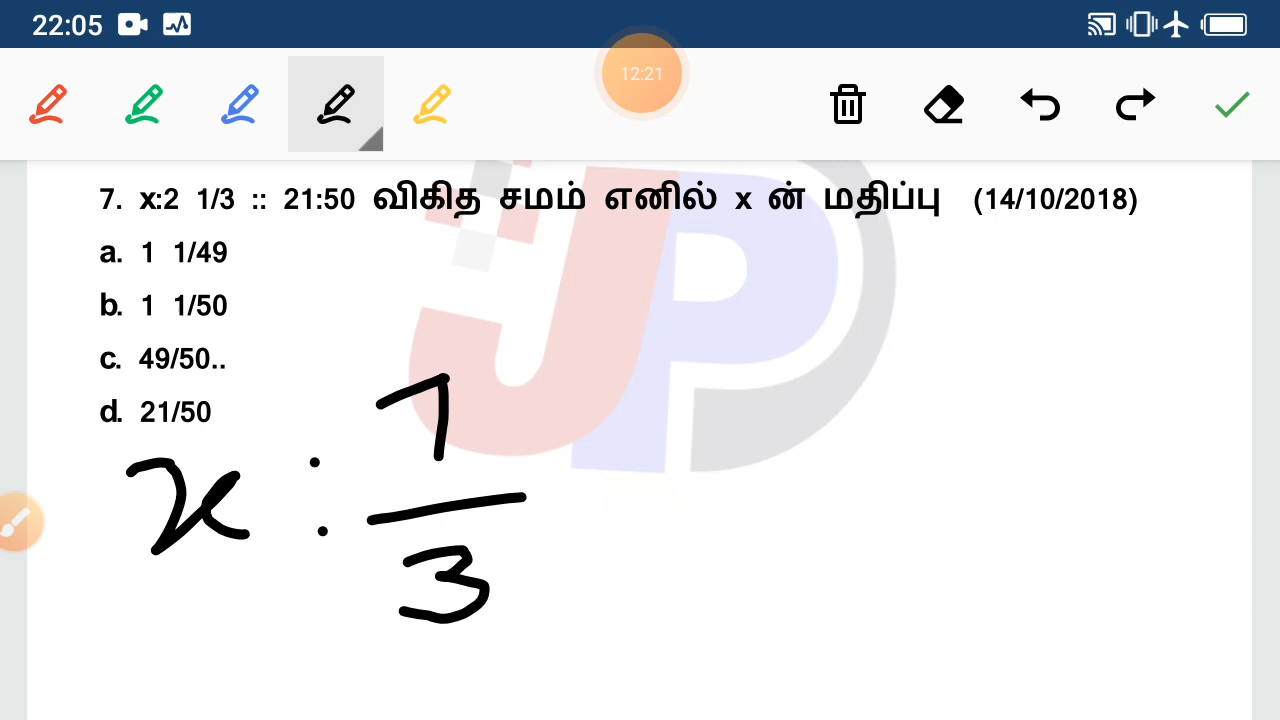 22:05
12:21
7. x:2 1/3 :: 21:50 விகித சமம் எனில் x ன் மதிப்பு (14/10/2018)
a. 1 1/49
b. 1 1/50
c. 49/50..
d. 21/50
JP
x : 7/3